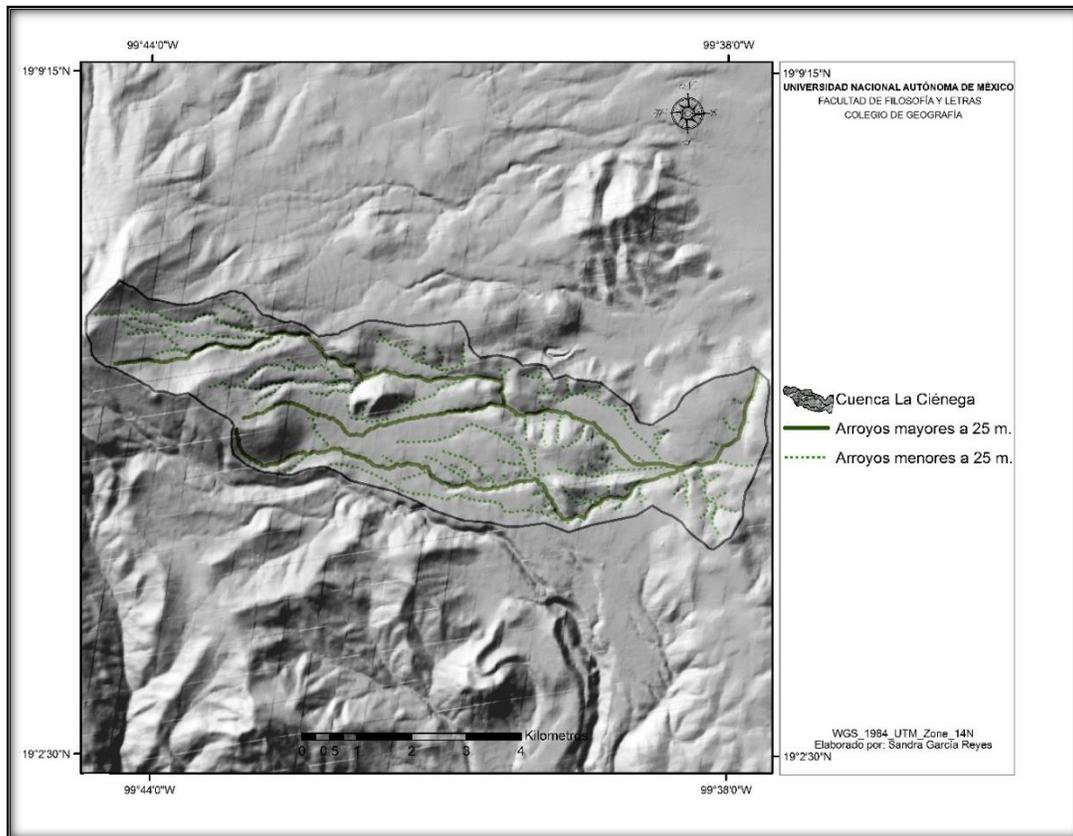 99°44'0"W
99°38'0"W
19°9'15"N
19°9'15"N
UNIVERSIDAD NACIONAL AUTÓNOMA DE MÉXICO
FACULTAD DE FILOSOFÍA Y LETRAS
COLEGIO DE GEOGRAFÍA
Cuenca La Ciénega
Arroyos mayores a 25 m.
Arroyos menores a 25 m.
Kilometros
0 0.5 1 2 3 4
WGS_1984_UTM_Zone_14N
Elaborado por: Sandra García Reyes
19°2'30"N
19°2'30"N
99°44'0"W
99°38'0"W